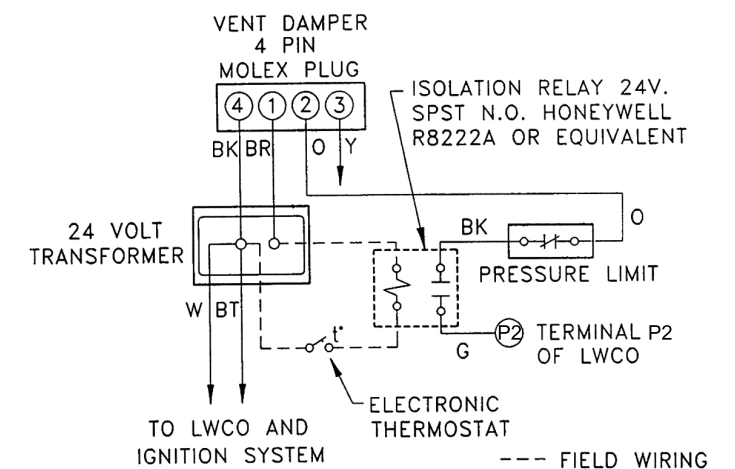 VENT DAMPER
4 PIN
MOLEX PLUG
4 1 2 3
BK BR O Y
ISOLATION RELAY 24V.
SPST N.O. HONEYWELL
R8222A OR EQUIVALENT
24 VOLT
TRANSFORMER
BK
O
PRESSURE LIMIT
W BT
t°
G
P2 TERMINAL P2
OF LWCO
ELECTRONIC
THERMOSTAT
TO LWCO AND
IGNITION SYSTEM
--- FIELD WIRING